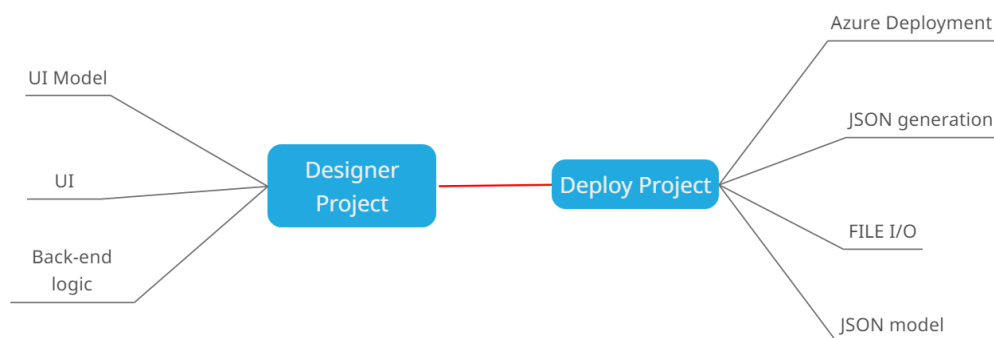 UI Model
UI
Back-end
logic
Designer
Project
Deploy Project
Azure Deployment
JSON generation
FILE I/O
JSON model